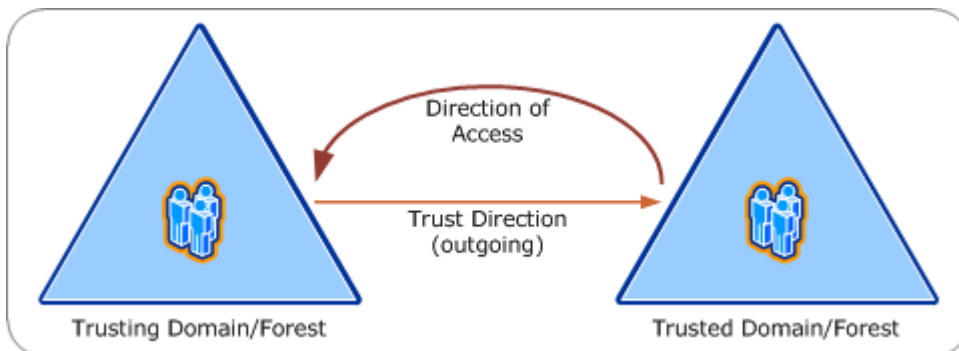 Direction of
Access
Trust Direction
(outgoing)
Trusting Domain/Forest
Trusted Domain/Forest